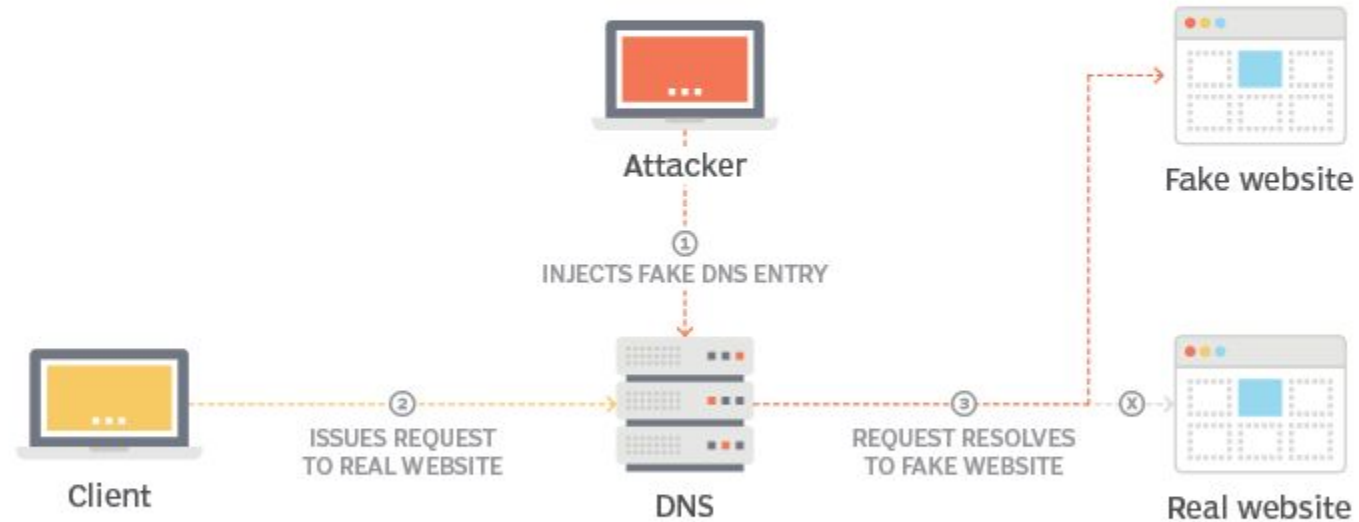 Attacker
Fake website
1
INJECTS FAKE DNS ENTRY
2
ISSUES REQUEST
TO REAL WEBSITE
3
REQUEST RESOLVES
TO FAKE WEBSITE
X
Client
DNS
Real website